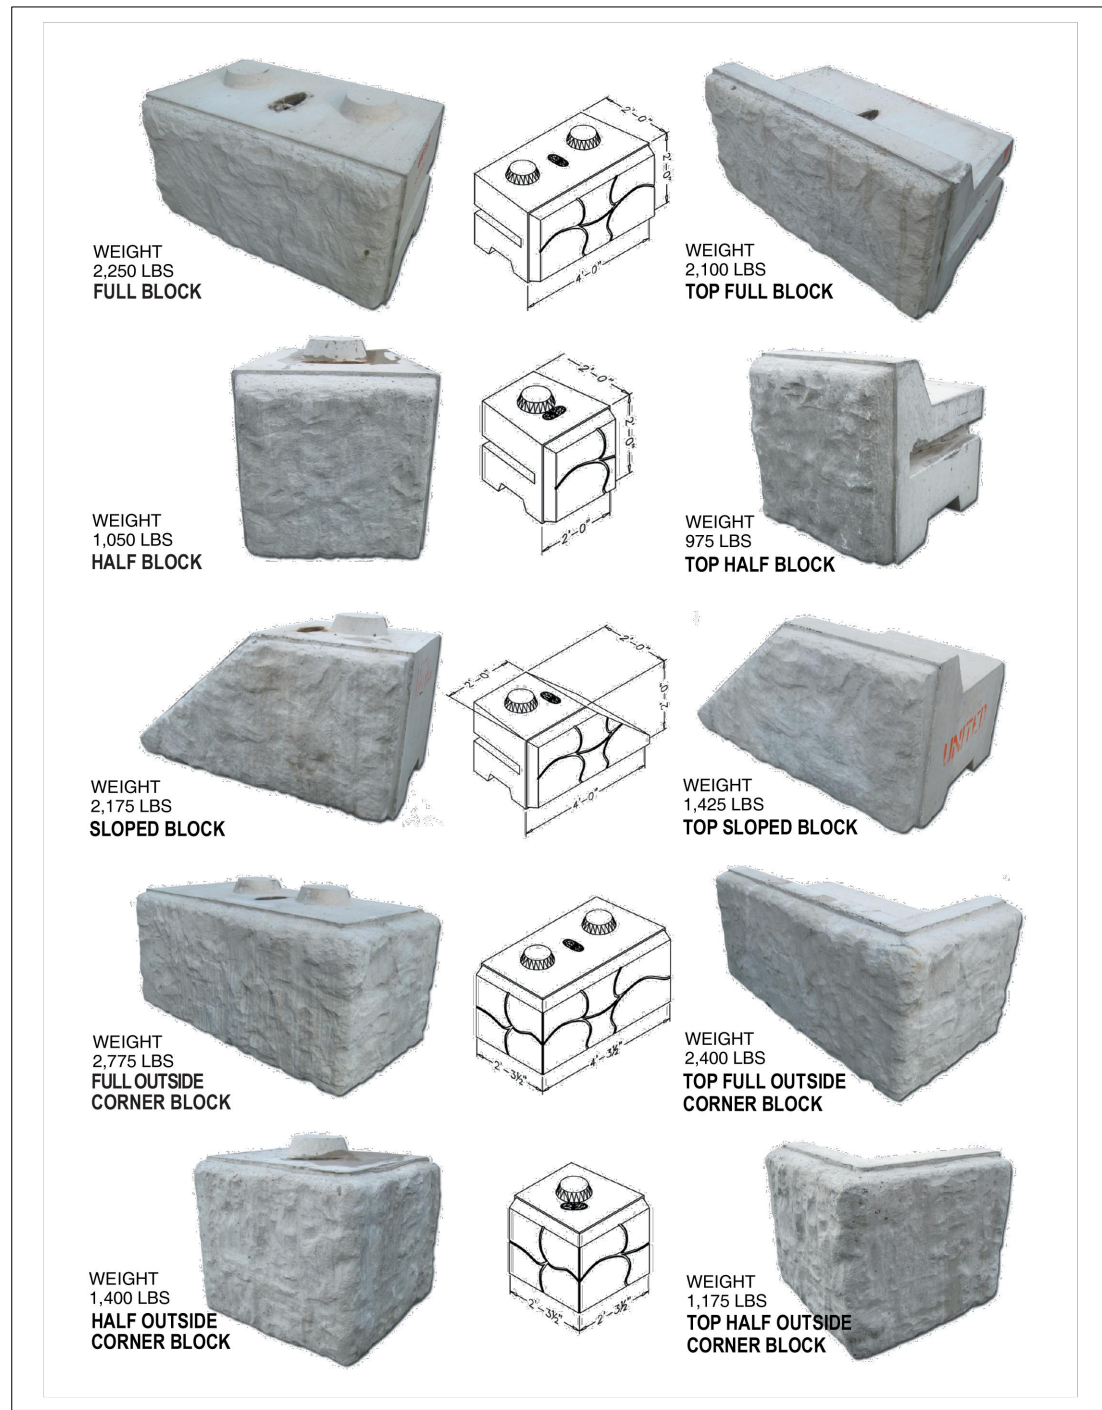 2'-0"
2'-0"
4'-0"
WEIGHT
2,250 LBS
FULL BLOCK
WEIGHT
2,100 LBS
TOP FULL BLOCK
2'-0"
2'-0"
2'-0"
WEIGHT
1,050 LBS
HALF BLOCK
WEIGHT
975 LBS
TOP HALF BLOCK
2'-0"
2'-0"
2'-0"
4'-0"
UNITED
WEIGHT
2,175 LBS
SLOPED BLOCK
WEIGHT
1,425 LBS
TOP SLOPED BLOCK
2'-3½"
4'-3½"
WEIGHT
2,775 LBS
FULL OUTSIDE
CORNER BLOCK
WEIGHT
2,400 LBS
TOP FULL OUTSIDE
CORNER BLOCK
2'-3½"
2'-3½"
WEIGHT
1,400 LBS
HALF OUTSIDE
CORNER BLOCK
WEIGHT
1,175 LBS
TOP HALF OUTSIDE
CORNER BLOCK